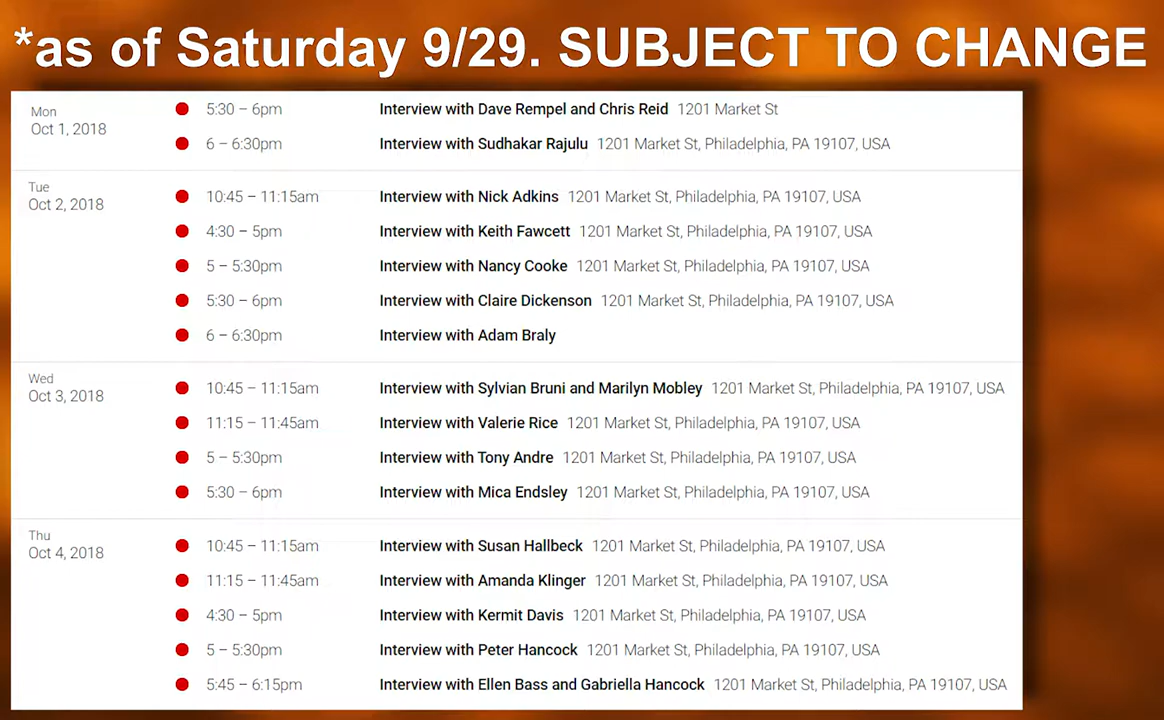 *as of Saturday 9/29. SUBJECT TO CHANGE
Mon
Oct 1, 2018
5:30 – 6pm Interview with Dave Rempel and Chris Reid 1201 Market St
6 – 6:30pm Interview with Sudhakar Rajulu 1201 Market St, Philadelphia, PA 19107, USA
Tue
Oct 2, 2018
10:45 – 11:15am Interview with Nick Adkins 1201 Market St, Philadelphia, PA 19107, USA
4:30 – 5pm Interview with Keith Fawcett 1201 Market St, Philadelphia, PA 19107, USA
5 – 5:30pm Interview with Nancy Cooke 1201 Market St, Philadelphia, PA 19107, USA
5:30 – 6pm Interview with Claire Dickenson 1201 Market St, Philadelphia, PA 19107, USA
6 – 6:30pm Interview with Adam Braly
Wed
Oct 3, 2018
10:45 – 11:15am Interview with Sylvian Bruni and Marilyn Mobley 1201 Market St, Philadelphia, PA 19107, USA
11:15 – 11:45am Interview with Valerie Rice 1201 Market St, Philadelphia, PA 19107, USA
5 – 5:30pm Interview with Tony Andre 1201 Market St, Philadelphia, PA 19107, USA
5:30 – 6pm Interview with Mica Endsley 1201 Market St, Philadelphia, PA 19107, USA
Thu
Oct 4, 2018
10:45 – 11:15am Interview with Susan Hallbeck 1201 Market St, Philadelphia, PA 19107, USA
11:15 – 11:45am Interview with Amanda Klinger 1201 Market St, Philadelphia, PA 19107, USA
4:30 – 5pm Interview with Kermit Davis 1201 Market St, Philadelphia, PA 19107, USA
5 – 5:30pm Interview with Peter Hancock 1201 Market St, Philadelphia, PA 19107, USA
5:45 – 6:15pm Interview with Ellen Bass and Gabriella Hancock 1201 Market St, Philadelphia, PA 19107, USA